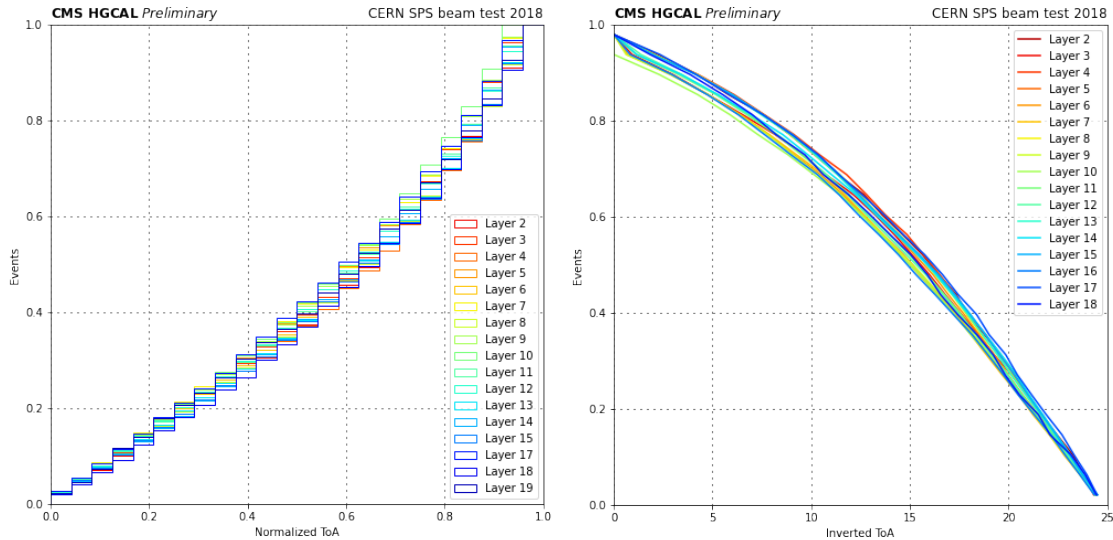 CMS HGCAL Preliminary
CERN SPS beam test 2018
1.0
0.8
0.6
0.4
0.2
0.0
Events
Layer 2
Layer 3
Layer 4
Layer 5
Layer 6
Layer 7
Layer 8
Layer 9
Layer 10
Layer 11
Layer 12
Layer 13
Layer 14
Layer 15
Layer 17
Layer 18
Layer 19
0.0 0.2 0.4 0.6 0.8 1.0
Normalized ToA
CMS HGCAL Preliminary
CERN SPS beam test 2018
1.0
0.8
0.6
0.4
0.2
0.0
Events
Layer 2
Layer 3
Layer 4
Layer 5
Layer 6
Layer 7
Layer 8
Layer 9
Layer 10
Layer 11
Layer 12
Layer 13
Layer 14
Layer 15
Layer 16
Layer 17
Layer 18
0 5 10 15 20 25
Inverted ToA